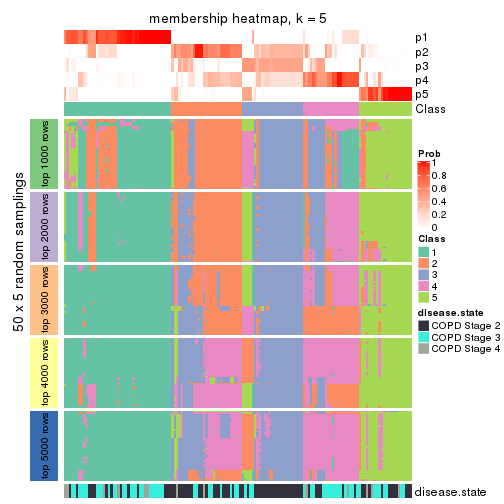 membership heatmap, k = 5
p1
p2
p3
p4
p5
Class
50 x 5 random samplings
top 1000 rows
top 2000 rows
top 3000 rows
top 4000 rows
top 5000 rows
Prob
1
0.8
0.6
0.4
0.2
0
Class
1
2
3
4
5
disease.state
COPD Stage 2
COPD Stage 3
COPD Stage 4
disease.state